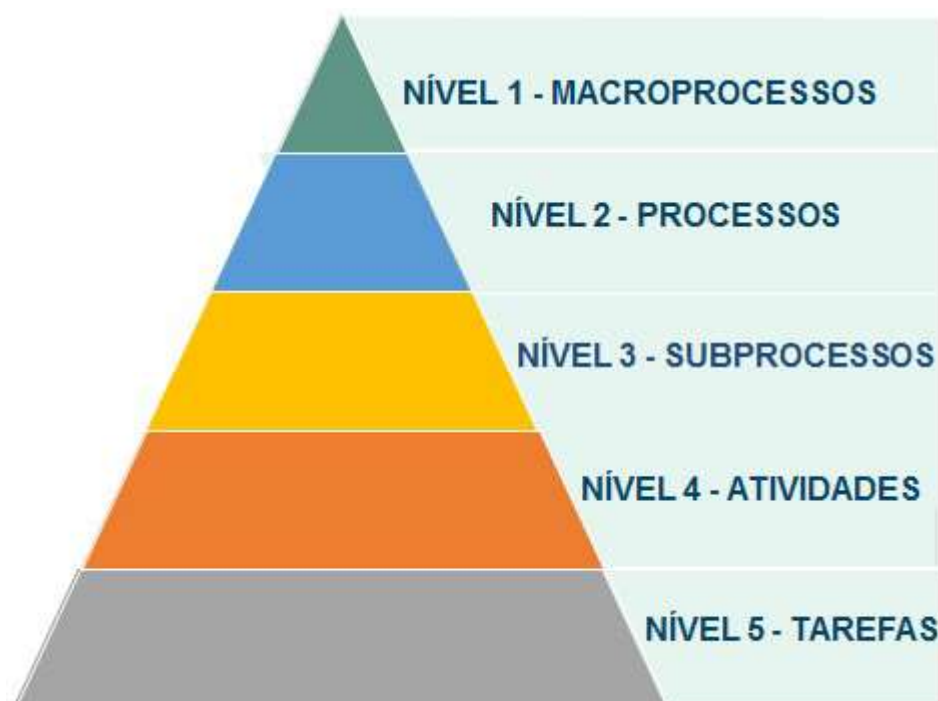 NÍVEL 1 - MACROPROCESSOS
NÍVEL 2 - PROCESSOS
NÍVEL 3 - SUBPROCESSOS
NÍVEL 4 - ATIVIDADES
NÍVEL 5 - TAREFAS